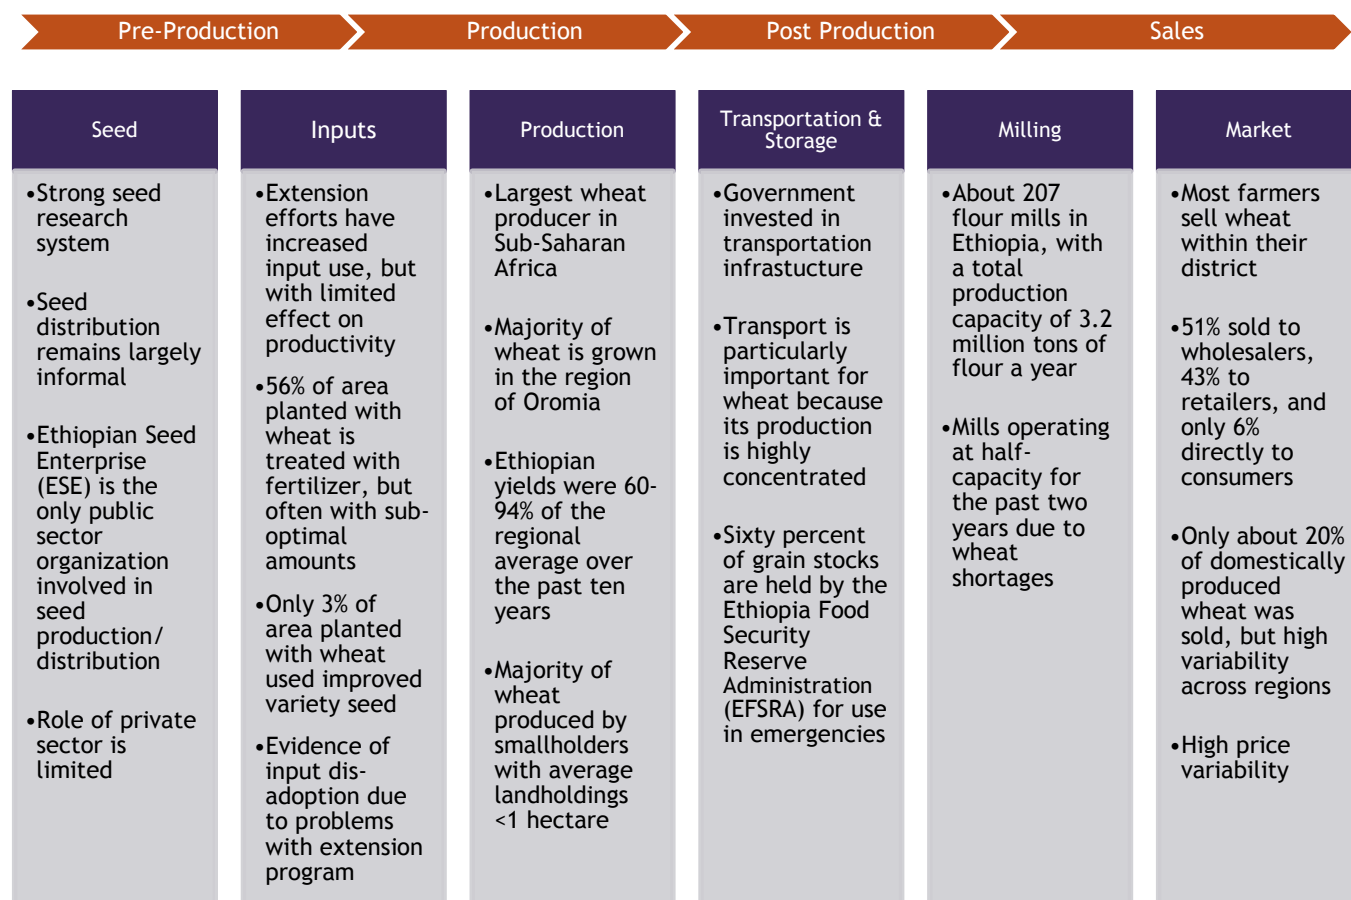 Pre-Production
Production
Post Production
Sales
Seed
•Strong seed
research
system
•Seed
distribution
remains largely
informal
•Ethiopian Seed
Enterprise
(ESE) is the
only public
sector
organization
involved in
seed
production/
distribution
•Role of private
sector is
limited
Inputs
•Extension
efforts have
increased
input use, but
with limited
effect on
productivity
•56% of area
planted with
wheat is
treated with
fertilizer, but
often with sub-
optimal
amounts
•Only 3% of
area planted
with wheat
used improved
variety seed
•Evidence of
input dis-
adoption due
to problems
with extension
program
Production
•Largest wheat
producer in
Sub-Saharan
Africa
•Majority of
wheat is grown
in the region
of Oromia
•Ethiopian
yields were 60-
94% of the
regional
average over
the past ten
years
•Majority of
wheat
produced by
smallholders
with average
landholdings
<1 hectare
Transportation &
Storage
•Government
invested in
transportation
infrastucture
•Transport is
particularly
important for
wheat because
its production
is highly
concentrated
•Sixty percent
of grain stocks
are held by the
Ethiopia Food
Security
Reserve
Administration
(EFSRA) for use
in emergencies
Milling
•About 207
flour mills in
Ethiopia, with
a total
production
capacity of 3.2
million tons of
flour a year
•Mills operating
at half-
capacity for
the past two
years due to
wheat
shortages
Market
•Most farmers
sell wheat
within their
district
•51% sold to
wholesalers,
43% to
retailers, and
only 6%
directly to
consumers
•Only about 20%
of domestically
produced
wheat was
sold, but high
variability
across regions
•High price
variability